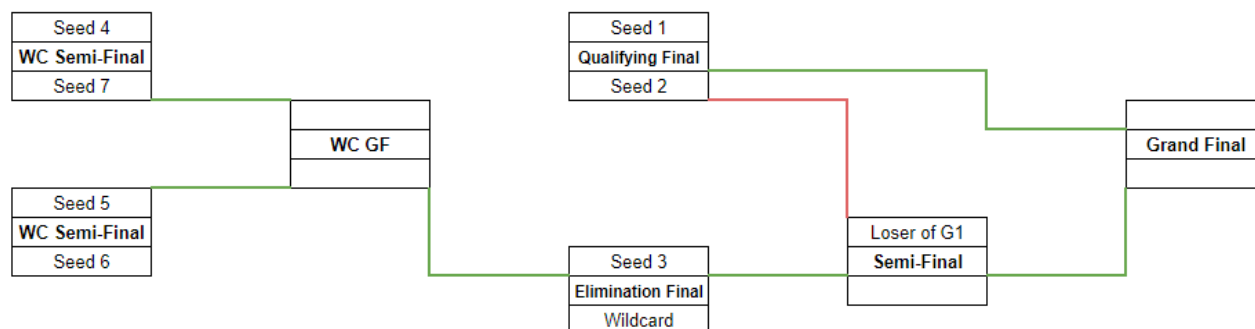 Seed 4
WC Semi-Final
Seed 7
WC GF
Seed 5
WC Semi-Final
Seed 6
Seed 1
Qualifying Final
Seed 2
Seed 3
Elimination Final
Wildcard
Loser of G1
Semi-Final
Grand Final